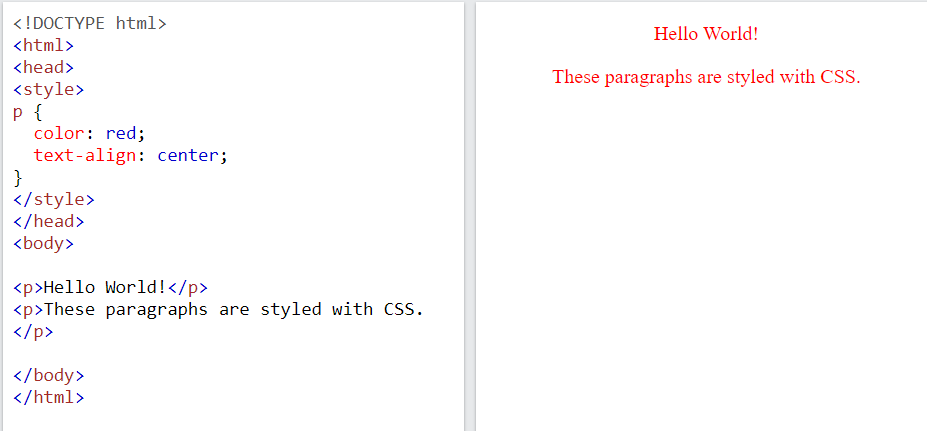 <!DOCTYPE html>
<html>
<head>
<style>
p {
  color: red;
  text-align: center;
}
</style>
</head>
<body>

<p>Hello World!</p>
<p>These paragraphs are styled with CSS.
</p>

</body>
</html>
Hello World!
These paragraphs are styled with CSS.